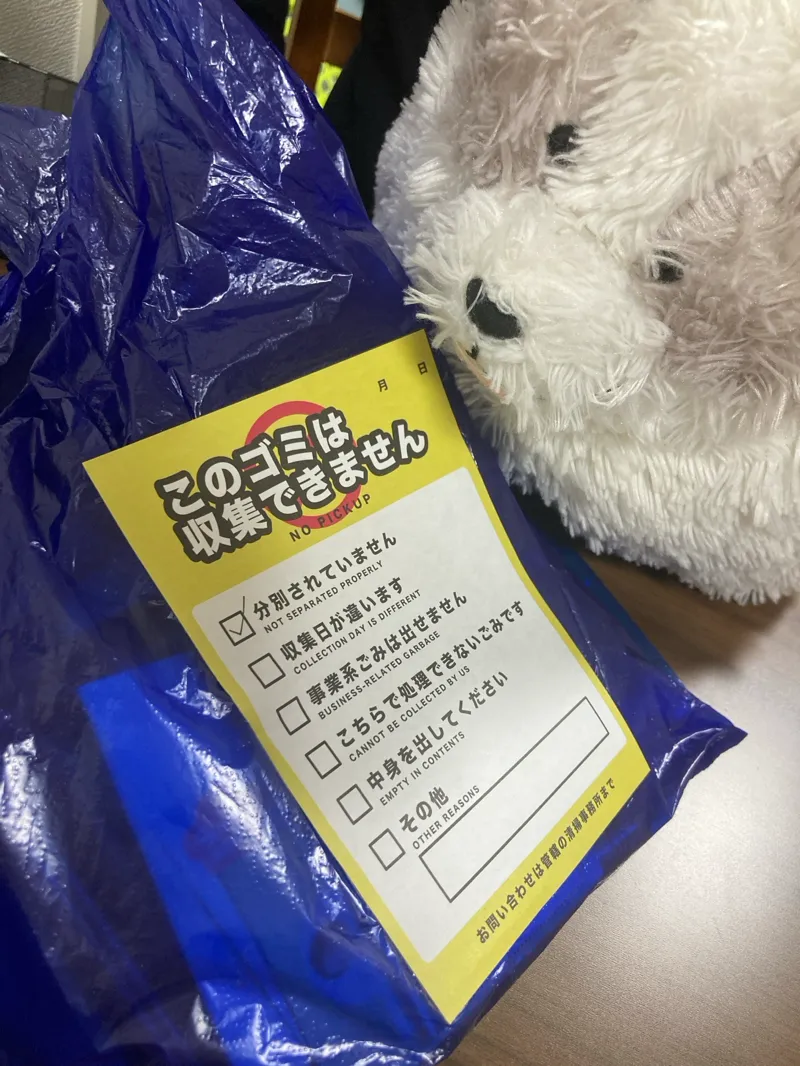 月 日
このゴミは
収集できません
NO PICKUP
分別されていません
NOT SEPARATED PROPERLY
収集日が違います
COLLECTION DAY IS DIFFERENT
事業系ごみは出せません
BUSINESS-RELATED GARBAGE
こちらで処理できないごみです
CANNOT BE COLLECTED BY US
中身を出してください
EMPTY IN CONTENTS
その他
OTHER REASONS
お問い合わせは管轄の清掃事務所まで